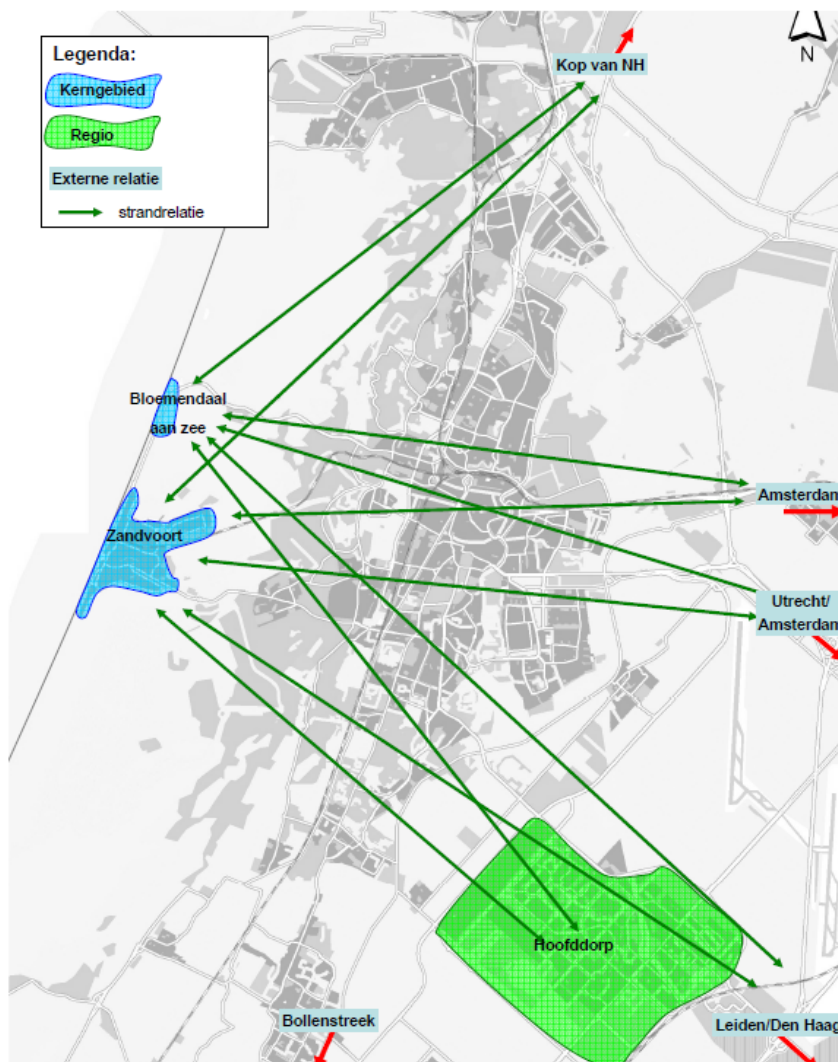 Legenda:
Kerngebied
Regio
Externe relatie
strandrelatie
Kop van NH
N
Bloemendaal
aan zee
Amsterdam
Zandvoort
Utrecht/
Amsterdam
Hoofddorp
Bollenstreek
Leiden/Den Haag